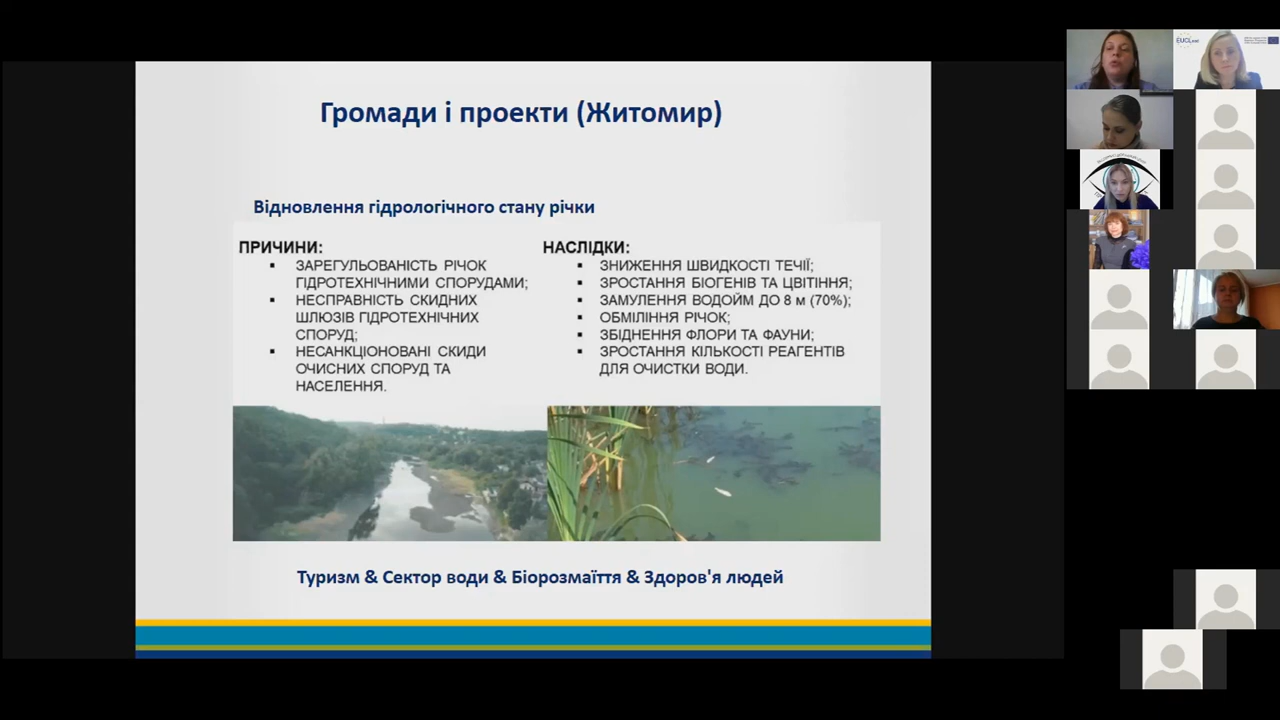 Громади і проекти (Житомир)
Відновлення гідрологічного стану річки
ПРИЧИНИ:
▪ ЗАРЕГУЛЬОВАНІСТЬ РІЧОК
ГІДРОТЕХНІЧНИМИ СПОРУДАМИ;
▪ НЕСПРАВНІСТЬ СКИДНИХ
ШЛЮЗІВ ГІДРОТЕХНІЧНИХ
СПОРУД;
▪ НЕСАНКЦІОНОВАНІ СКИДИ
ОЧИСНИХ СПОРУД ТА
НАСЕЛЕННЯ.
НАСЛІДКИ:
▪ ЗНИЖЕННЯ ШВИДКОСТІ ТЕЧІЇ;
▪ ЗРОСТАННЯ БІОГЕНІВ ТА ЦВІТІННЯ;
▪ ЗАМУЛЕННЯ ВОДОЙМ ДО 8 м (70%);
▪ ОБМІЛІННЯ РІЧОК;
▪ ЗБІДНЕННЯ ФЛОРИ ТА ФАУНИ;
▪ ЗРОСТАННЯ КІЛЬКОСТІ РЕАГЕНТІВ
ДЛЯ ОЧИСТКИ ВОДИ.
Туризм & Сектор води & Біорозмаїття & Здоров'я людей